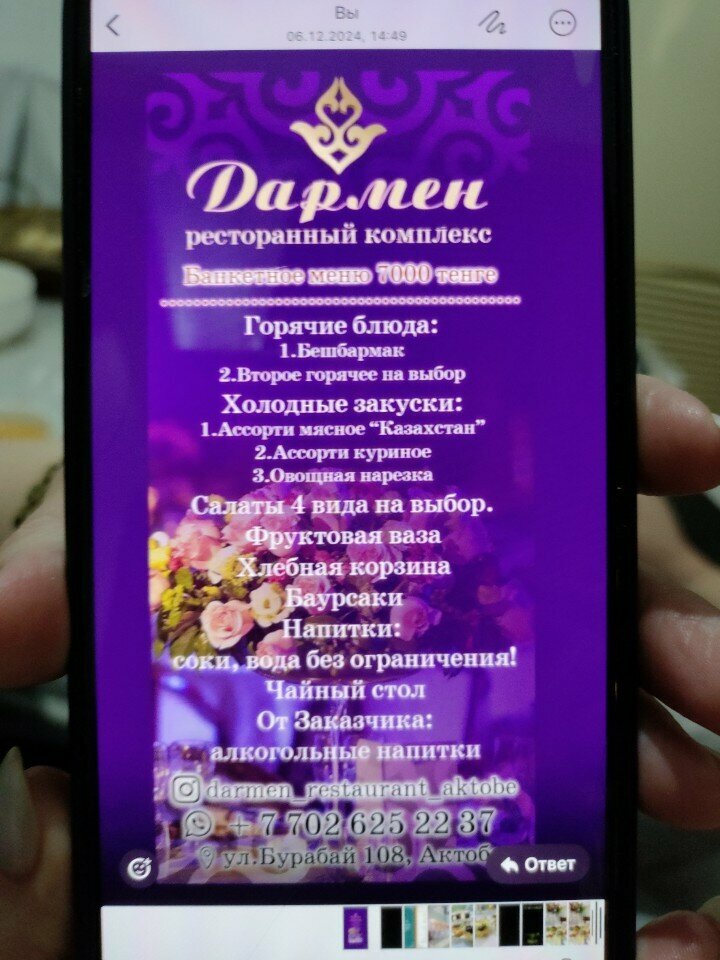 Вы
06.12.2024, 14:49
Дармен
ресторанный комплекс
Банкетное меню 7000 тенге
Горячие блюда:
1.Бешбармак
2.Второе горячее на выбор
Холодные закуски:
1.Ассорти мясное “Казахстан”
2.Ассорти куриное
3.Овощная нарезка
Салаты 4 вида на выбор.
Фруктовая ваза
Хлебная корзина
Баурсаки
Напитки:
соки, вода без ограничения!
Чайный стол
От Заказчика:
алкогольные напитки
darmen_restaurant_aktobe
+ 7 702 625 22 37
ул.Бурабай 108, Актоб
Ответ